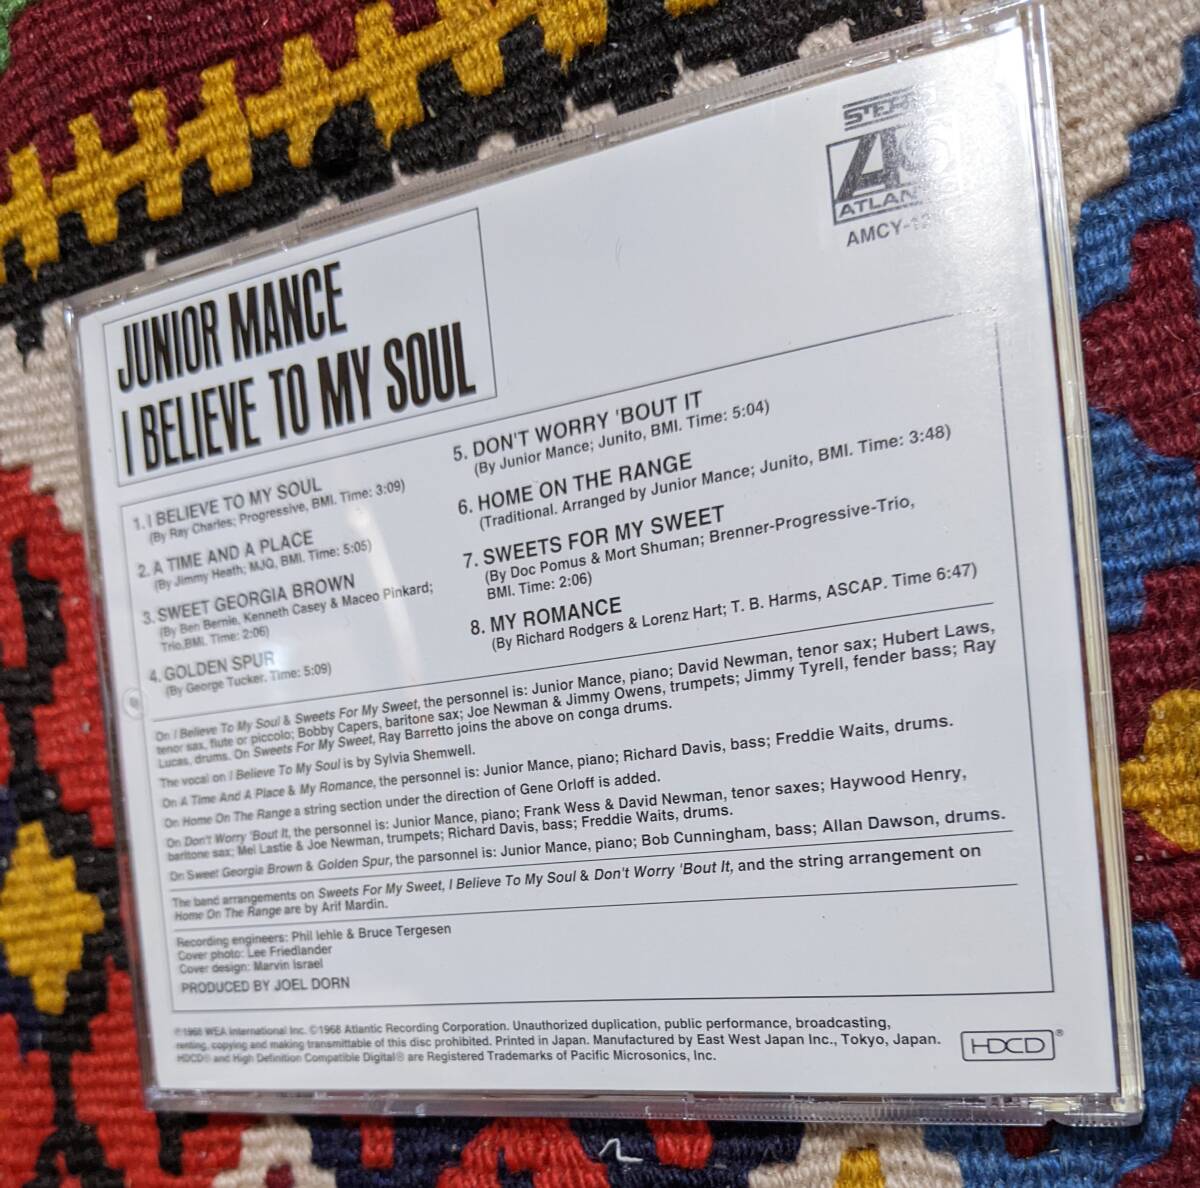 JUNIOR MANCE
I BELIEVE TO MY SOUL
ATLAN
AMCY-
1. I BELIEVE TO MY SOUL
(By Ray Charles; Progressive, BMI. Time: 3:09)
2. A TIME AND A PLACE
(By Jimmy Heath; MJQ, BMI. Time: 5:05)
3. SWEET GEORGIA BROWN
(By Ben Bernie, Kenneth Casey & Maceo Pinkard;
Trio,BMI. Time: 2:06)
4. GOLDEN SPUR
(By George Tucker. Time: 5:09)
5. DON'T WORRY 'BOUT IT
(By Junior Mance; Junito, BMI. Time: 5:04)
6. HOME ON THE RANGE
(Traditional. Arranged by Junior Mance; Junito, BMI. Time: 3:48)
7. SWEETS FOR MY SWEET
(By Doc Pomus & Mort Shuman; Brenner-Progressive-Trio,
BMI. Time: 2:06)
8. MY ROMANCE
(By Richard Rodgers & Lorenz Hart; T. B. Harms, ASCAP. Time 6:47)
On I Believe To My Soul & Sweets For My Sweet, the personnel is: Junior Mance, piano; David Newman, tenor sax; Hubert Laws,
tenor sax, flute or piccolo; Bobby Capers, baritone sax; Joe Newman & Jimmy Owens, trumpets; Jimmy Tyrell, fender bass; Ray
Lucas, drums. On Sweets For My Sweet, Ray Barretto joins the above on conga drums.
The vocal on I Believe To My Soul is by Sylvia Shemwell.
On A Time And A Place & My Romance, the personnel is: Junior Mance, piano; Richard Davis, bass; Freddie Waits, drums.
On Home On The Range a string section under the direction of Gene Orloff is added.
On Don't Worry 'Bout It, the personnel is: Junior Mance, piano; Frank Wess & David Newman, tenor saxes; Haywood Henry,
baritone sax; Mel Lastie & Joe Newman, trumpets; Richard Davis, bass; Freddie Waits, drums.
On Sweet Georgia Brown & Golden Spur, the parsonnel is: Junior Mance, piano; Bob Cunningham, bass; Allan Dawson, drums.
The band arrangements on Sweets For My Sweet, I Believe To My Soul & Don't Worry 'Bout It, and the string arrangement on
Home On The Range are by Arif Mardin.
Recording engineers: Phil Iehle & Bruce Tergesen
Cover photo: Lee Friedlander
Cover design: Marvin Israel
PRODUCED BY JOEL DORN
℗1968 WEA International Inc. ©1968 Atlantic Recording Corporation. Unauthorized duplication, public performance, broadcasting,
renting, copying and making transmittable of this disc prohibited. Printed in Japan. Manufactured by East West Japan Inc., Tokyo, Japan.
HDCD® and High Definition Compatible Digital® are Registered Trademarks of Pacific Microsonics, Inc.
HDCD®